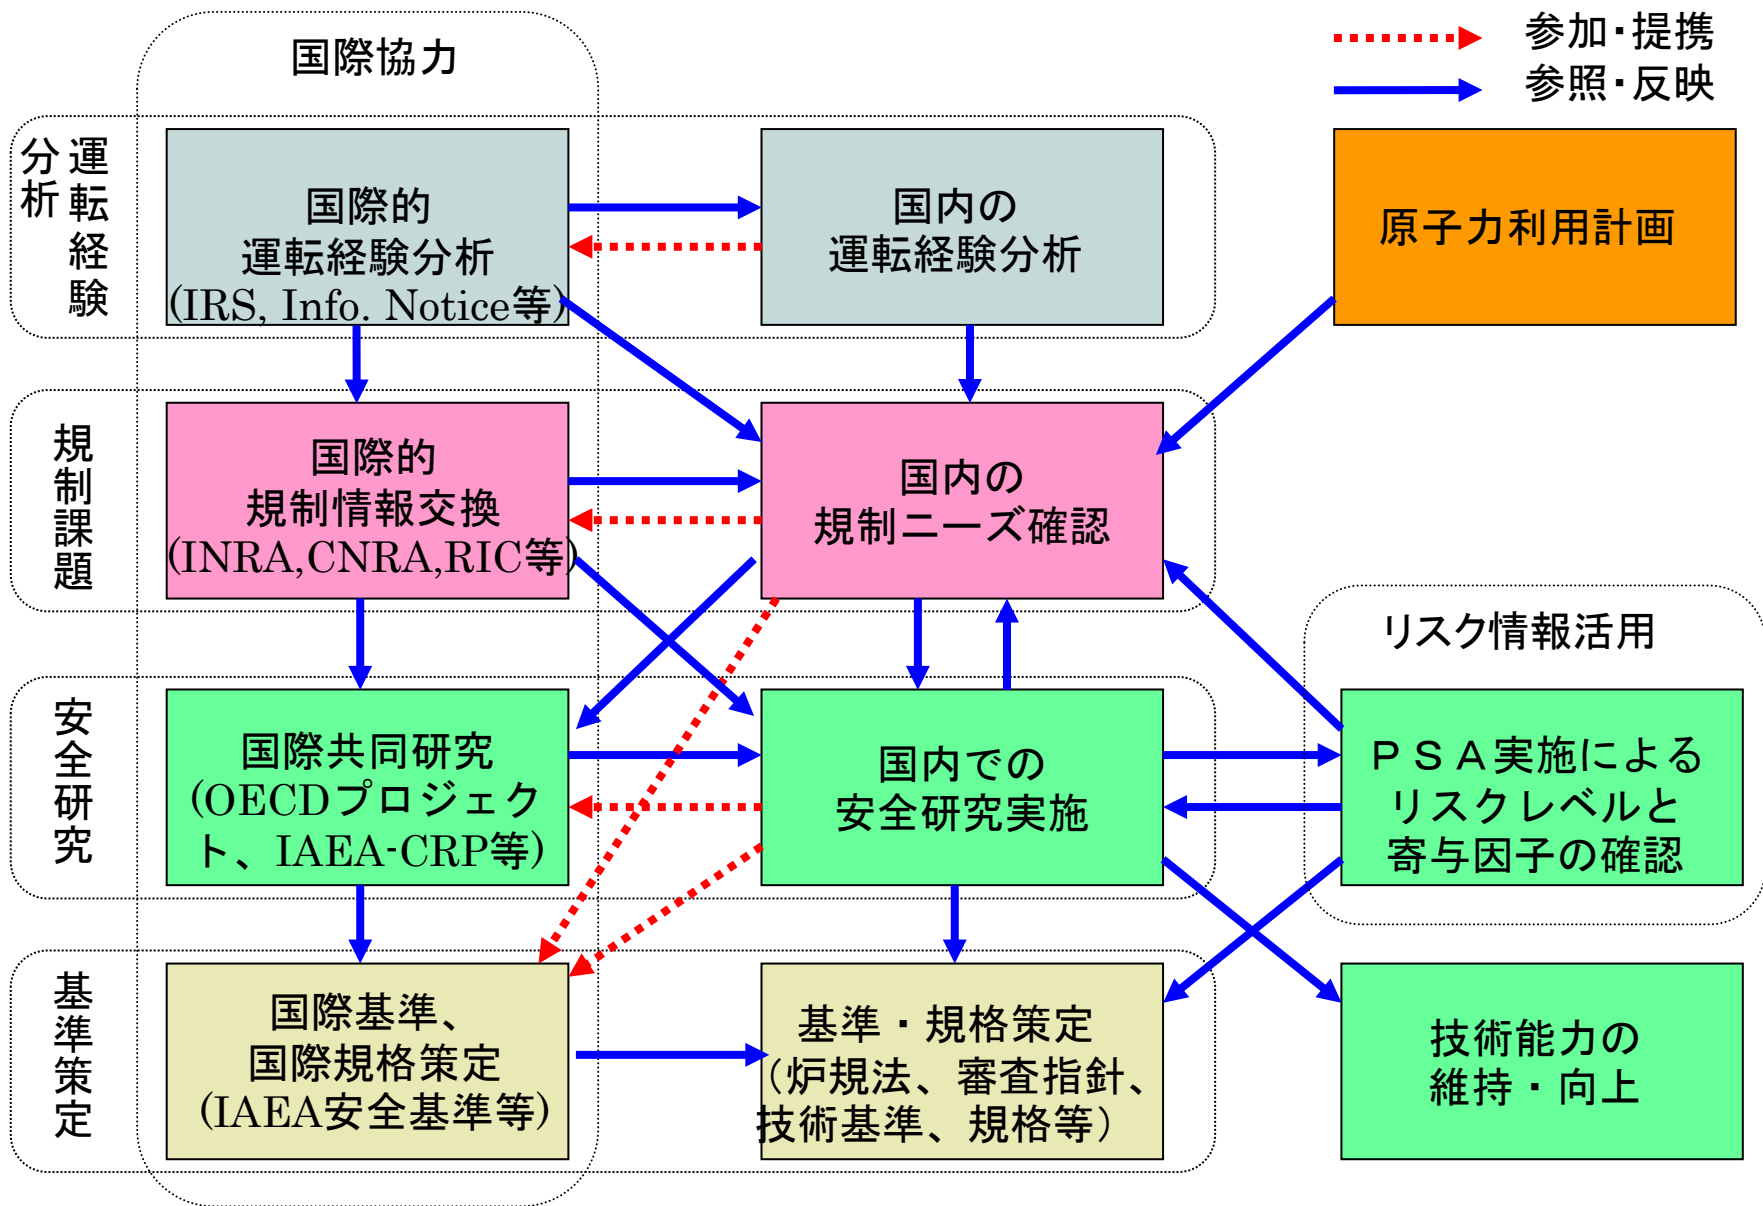 国際協力
参加・提携
参照・反映
運転経験
分析
国際的
運転経験分析
(IRS, Info. Notice等)
国内の
運転経験分析
原子力利用計画
規制課題
国際的
規制情報交換
(INRA,CNRA,RIC等)
国内の
規制ニーズ確認
リスク情報活用
安全研究
国際共同研究
(OECDプロジェク
ト、IAEA-CRP等)
国内での
安全研究実施
ＰＳＡ実施による
リスクレベルと
寄与因子の確認
基準策定
国際基準、
国際規格策定
(IAEA安全基準等)
基準・規格策定
（炉規法、審査指針、
技術基準、規格等）
技術能力の
維持・向上